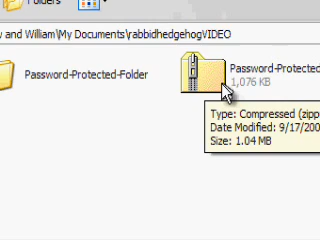 Folders
w and William\My Documents\rabbidhedgehogVIDEO
Password-Protected-Folder
Password-Protected
1,076 KB
Type: Compressed (zipp
Date Modified: 9/17/200
Size: 1.04 MB